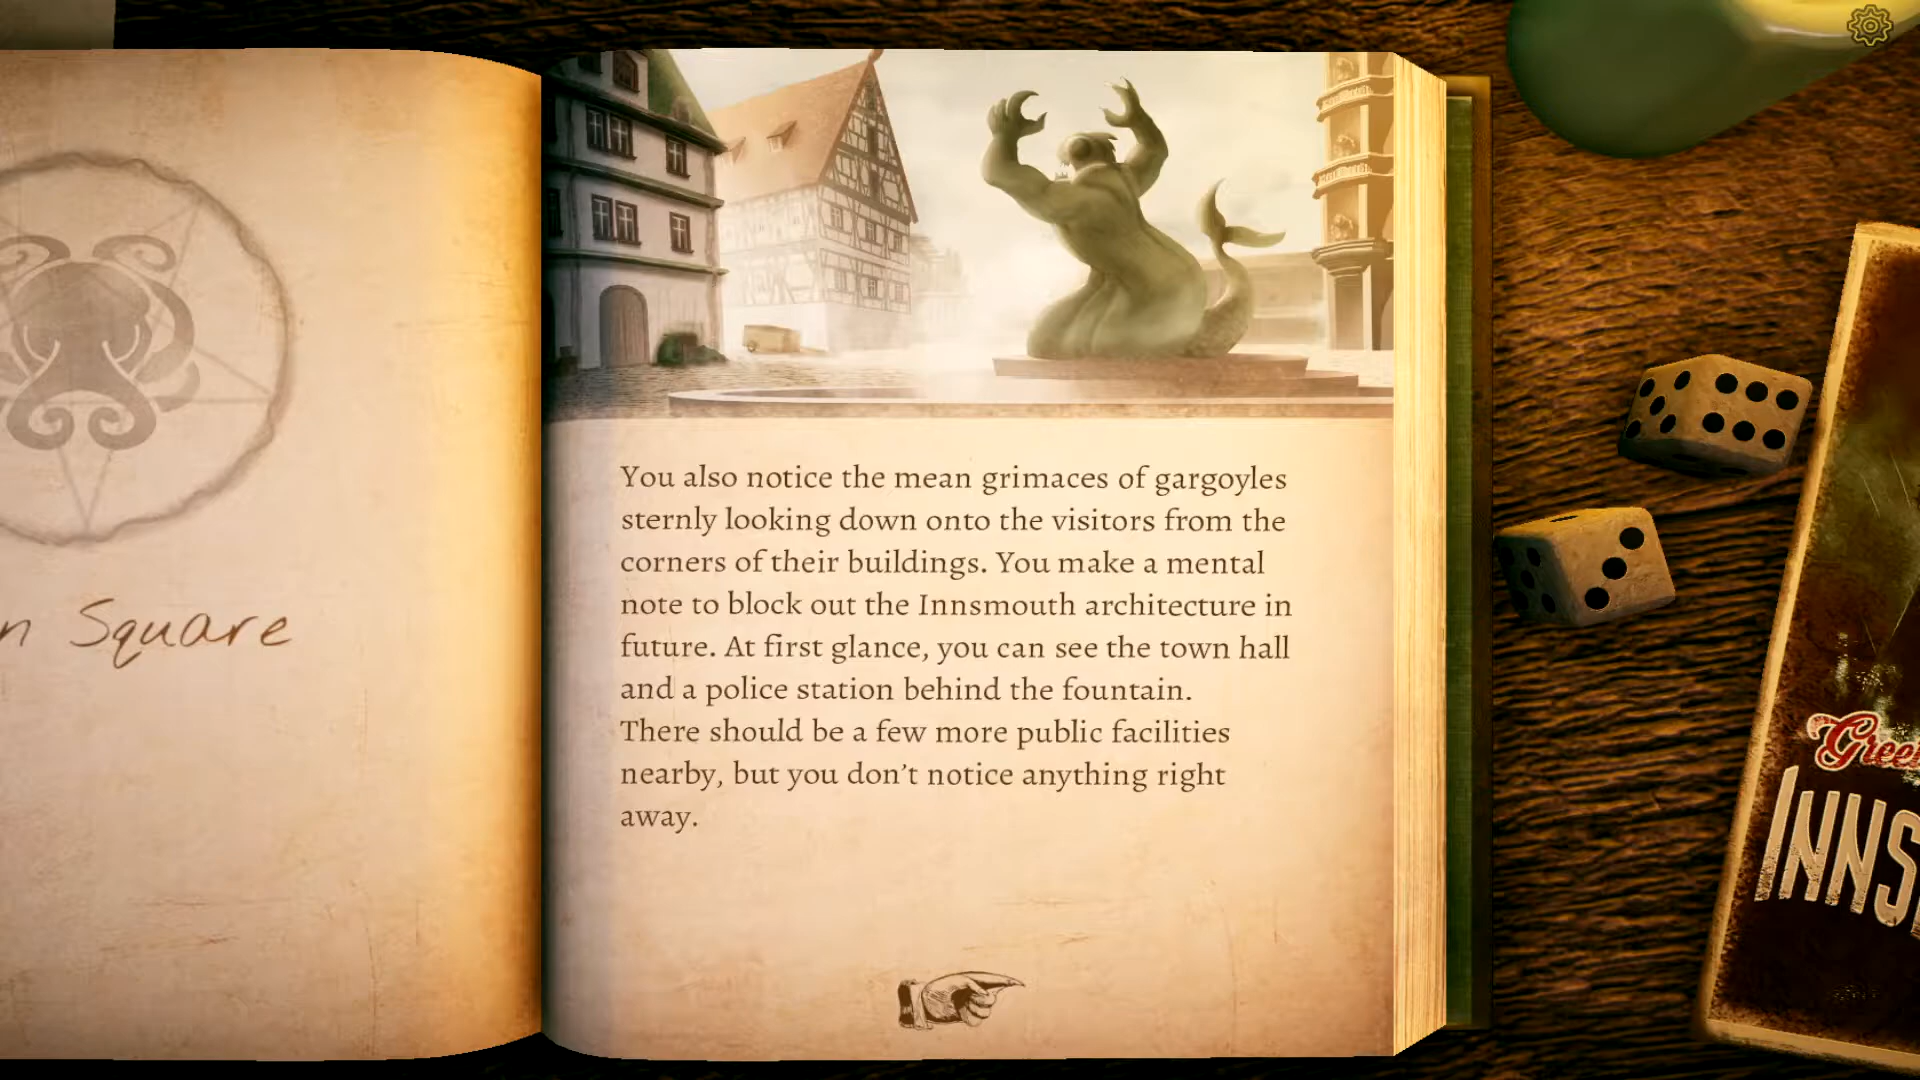 n Square
You also notice the mean grimaces of gargoyles
sternly looking down onto the visitors from the
corners of their buildings. You make a mental
note to block out the Innsmouth architecture in
future. At first glance, you can see the town hall
and a police station behind the fountain.
There should be a few more public facilities
nearby, but you don't notice anything right
away.
Gree
INNS